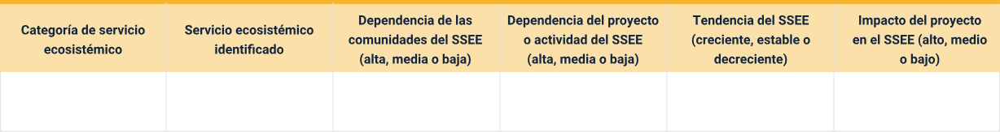 Categoría de servicio
ecosistémico
Servicio ecosistémico
identificado
Dependencia de las
comunidades del SSEE
(alta, media o baja)
Dependencia del proyecto
o actividad del SSEE
(alta, media o baja)
Tendencia del SSEE
(creciente, estable o
decreciente)
Impacto del proyecto
en el SSEE (alto, medio
o bajo)